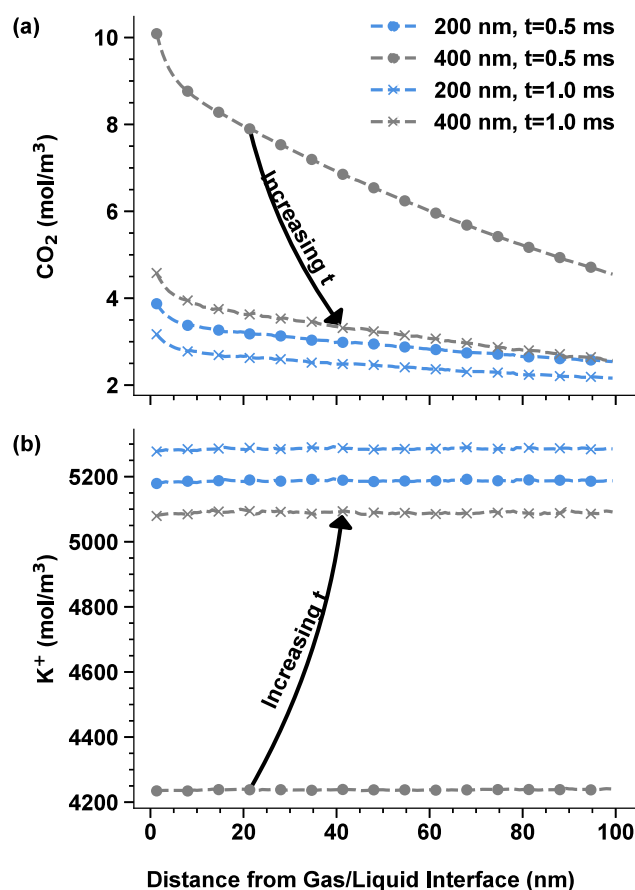 (a)
200 nm, t=0.5 ms
400 nm, t=0.5 ms
200 nm, t=1.0 ms
400 nm, t=1.0 ms
CO₂ (mol/m³)
10
8
6
4
2
Increasing t
(b)
K⁺ (mol/m³)
5200
5000
4800
4600
4400
4200
Increasing t
0 20 40 60 80 100
Distance from Gas/Liquid Interface (nm)